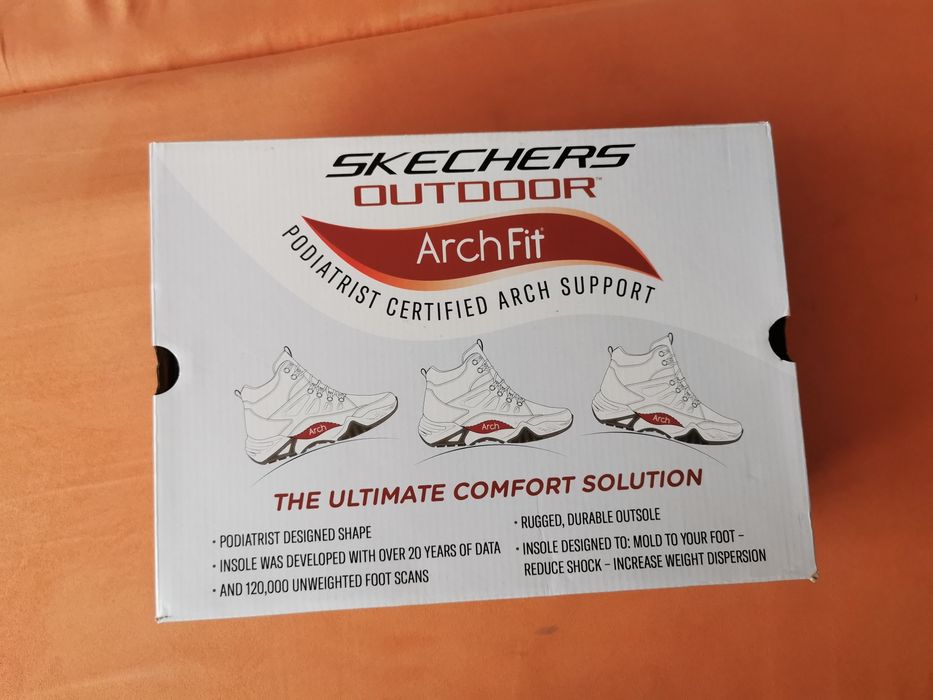 SKECHERS
OUTDOOR™
Arch Fit®
PODIATRIST CERTIFIED ARCH SUPPORT
Arch
Arch
Arch
THE ULTIMATE COMFORT SOLUTION
• PODIATRIST DESIGNED SHAPE
• INSOLE WAS DEVELOPED WITH OVER 20 YEARS OF DATA
• AND 120,000 UNWEIGHTED FOOT SCANS
• RUGGED, DURABLE OUTSOLE
• INSOLE DESIGNED TO: MOLD TO YOUR FOOT –
REDUCE SHOCK – INCREASE WEIGHT DISPERSION